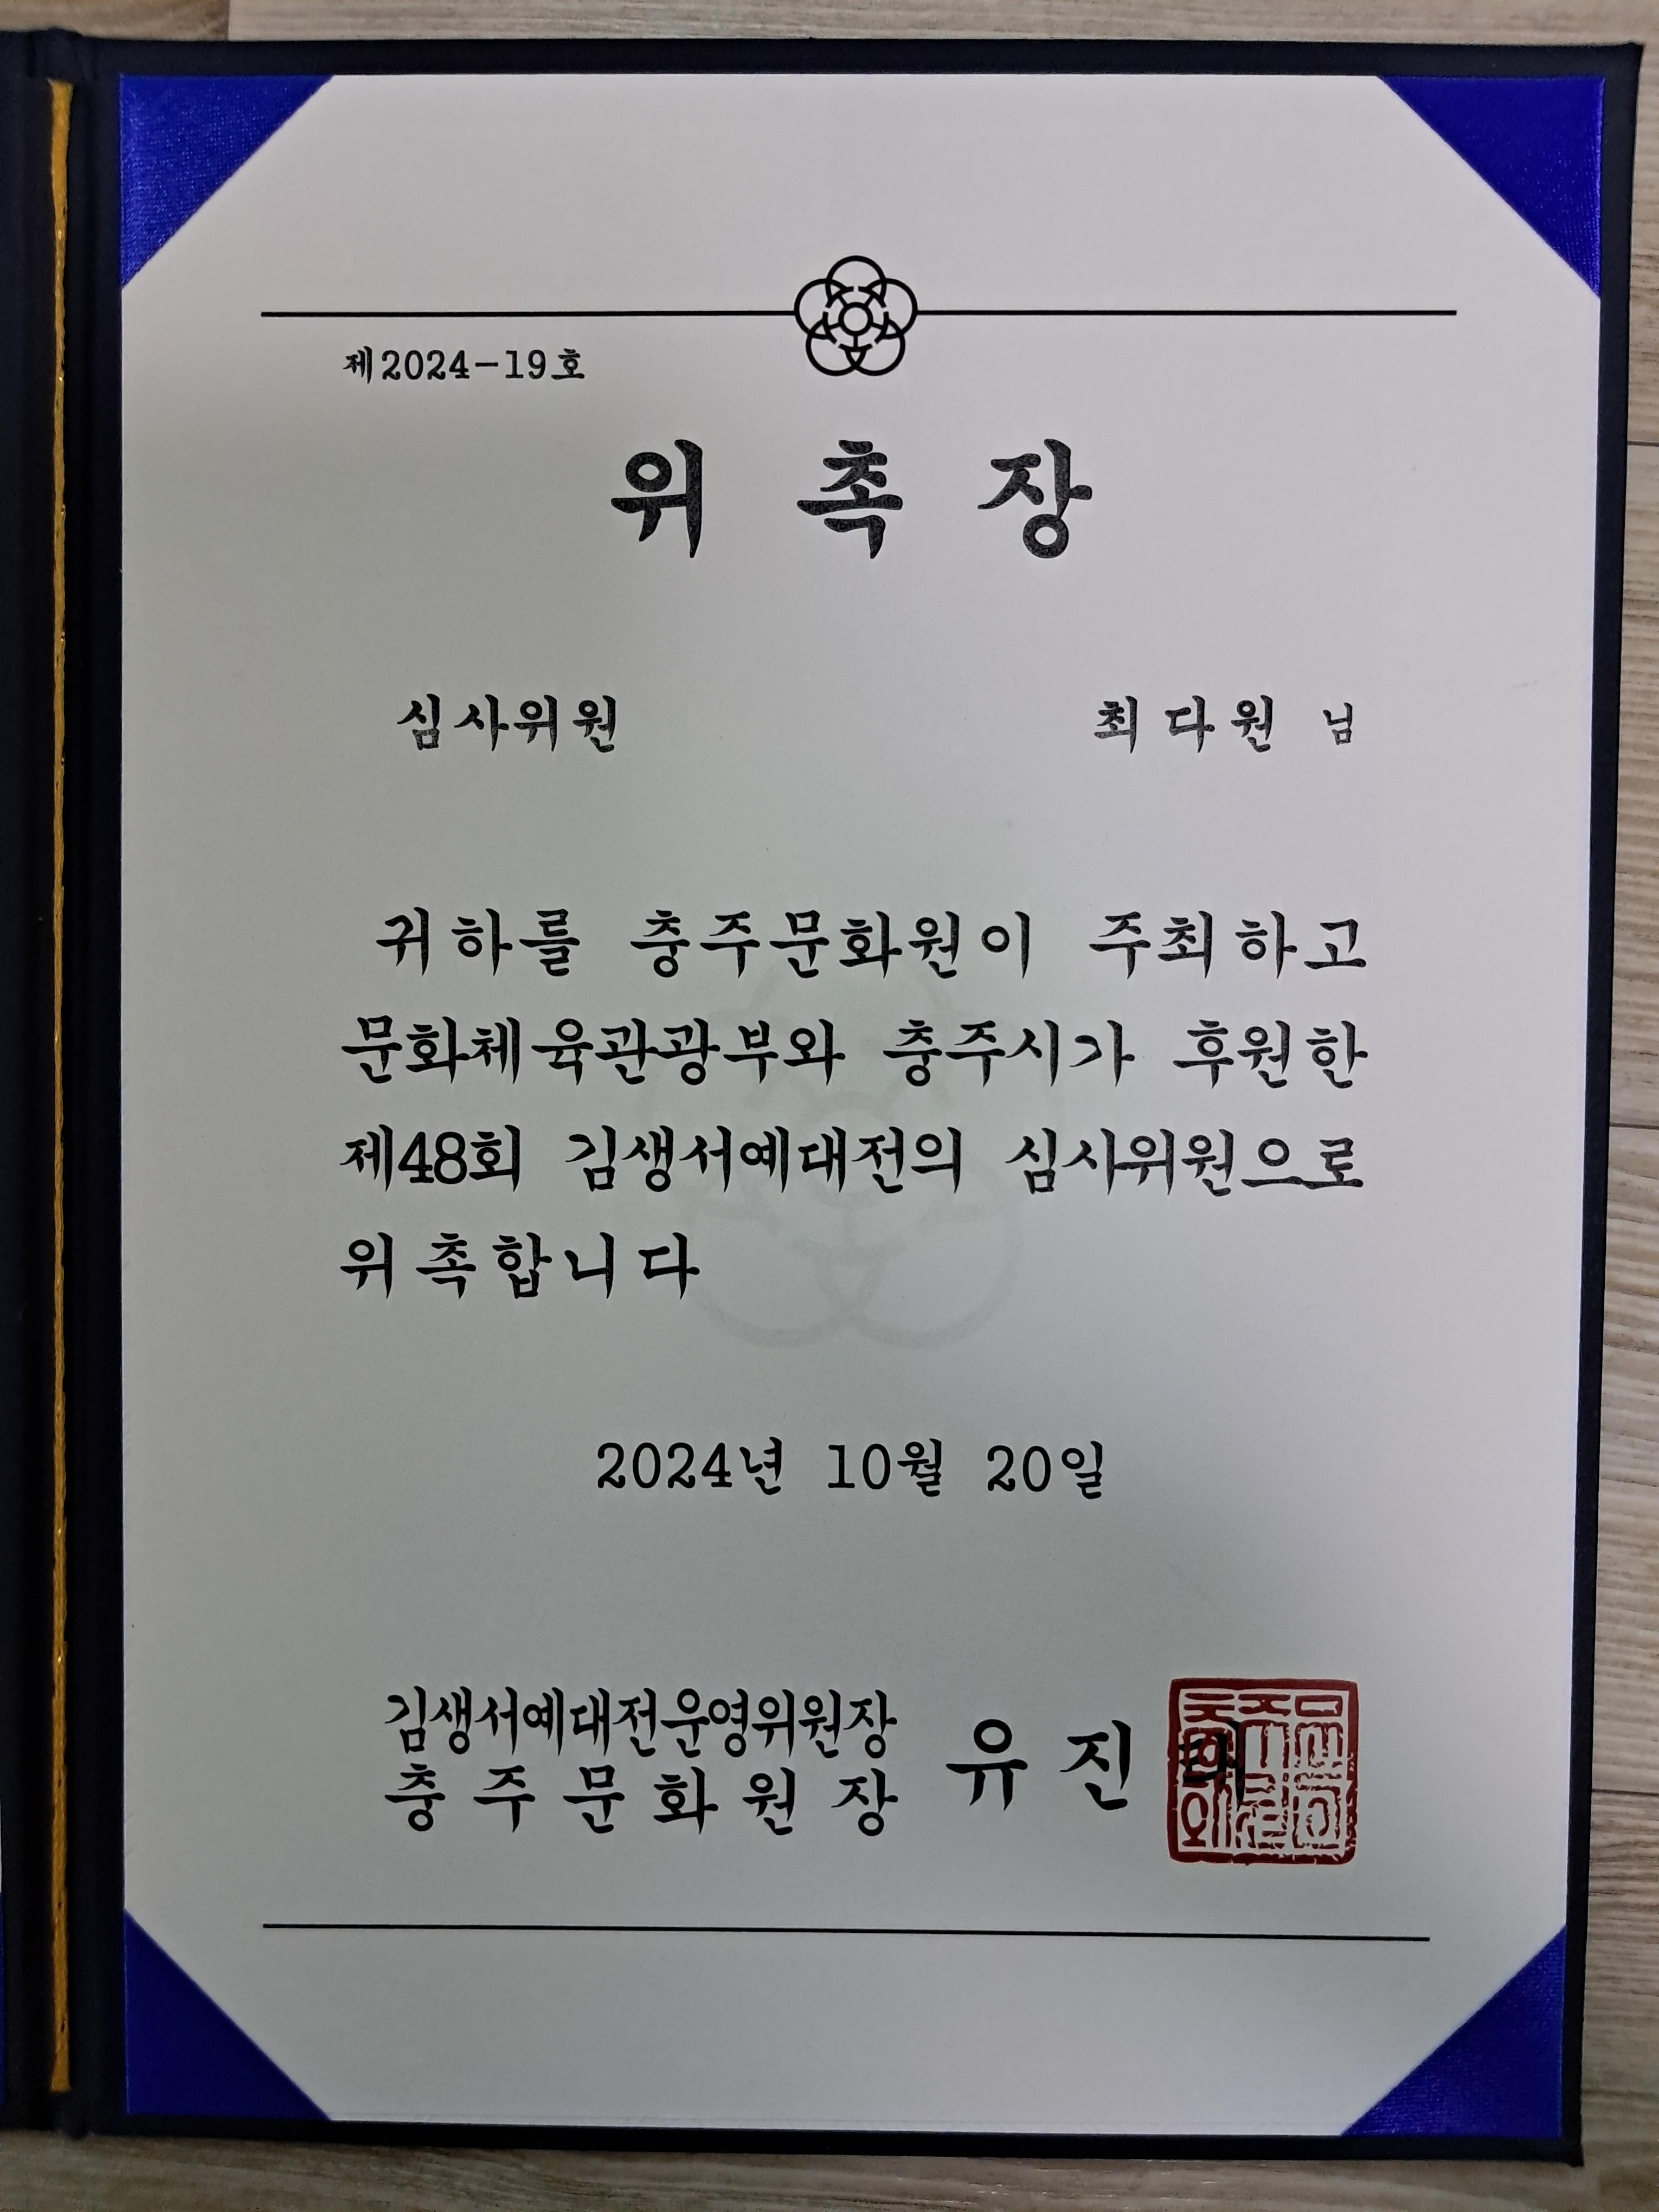 제2024-19호
위 촉 장
심사위원 최 다 원 님
귀하를 충주문화원이 주최하고
문화체육관광부와 충주시가 후원한
제48회 김생서예대전의 심사위원으로
위촉합니다
2024년 10월 20일
김생서예대전운영위원장
충 주 문 화 원 장 유 진